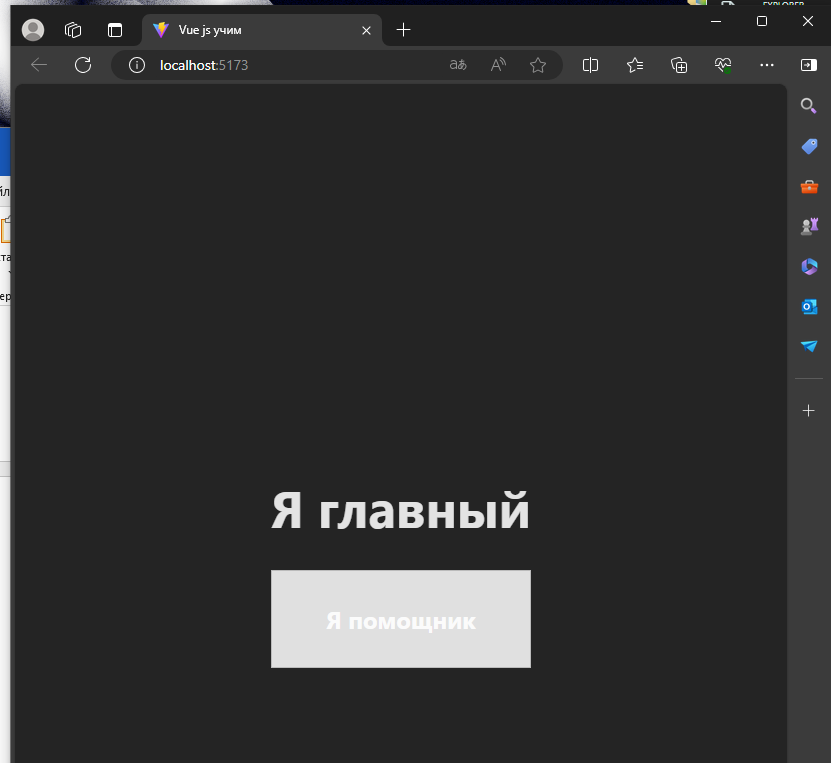 Vue js учим
localhost:5173
Я главный
Я помощник